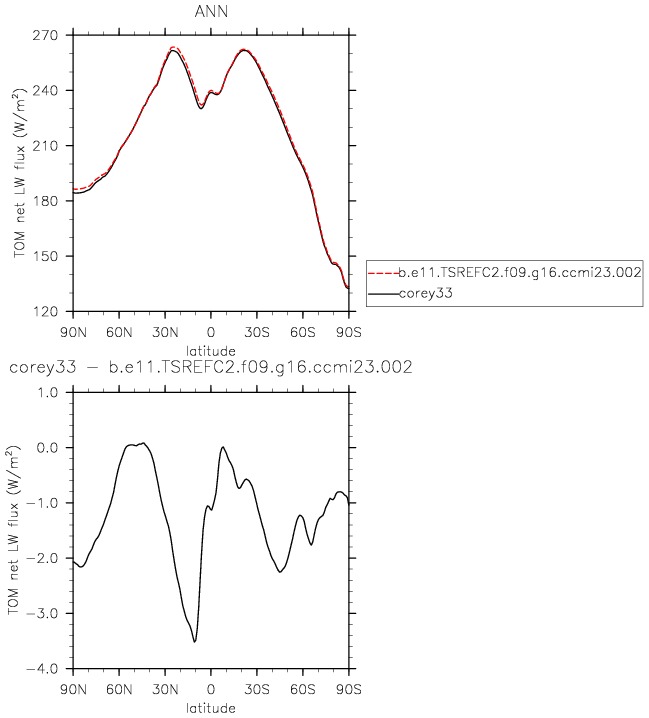 ANN
270
240
210
180
150
120
TOM net LW flux (W/m²)
90N 60N 30N 0 30S 60S 90S
latitude
b.e11.TSREFC2.f09.g16.ccmi23.002
corey33
corey33 − b.e11.TSREFC2.f09.g16.ccmi23.002
1.0
0.0
−1.0
−2.0
−3.0
−4.0
TOM net LW flux (W/m²)
90N 60N 30N 0 30S 60S 90S
latitude